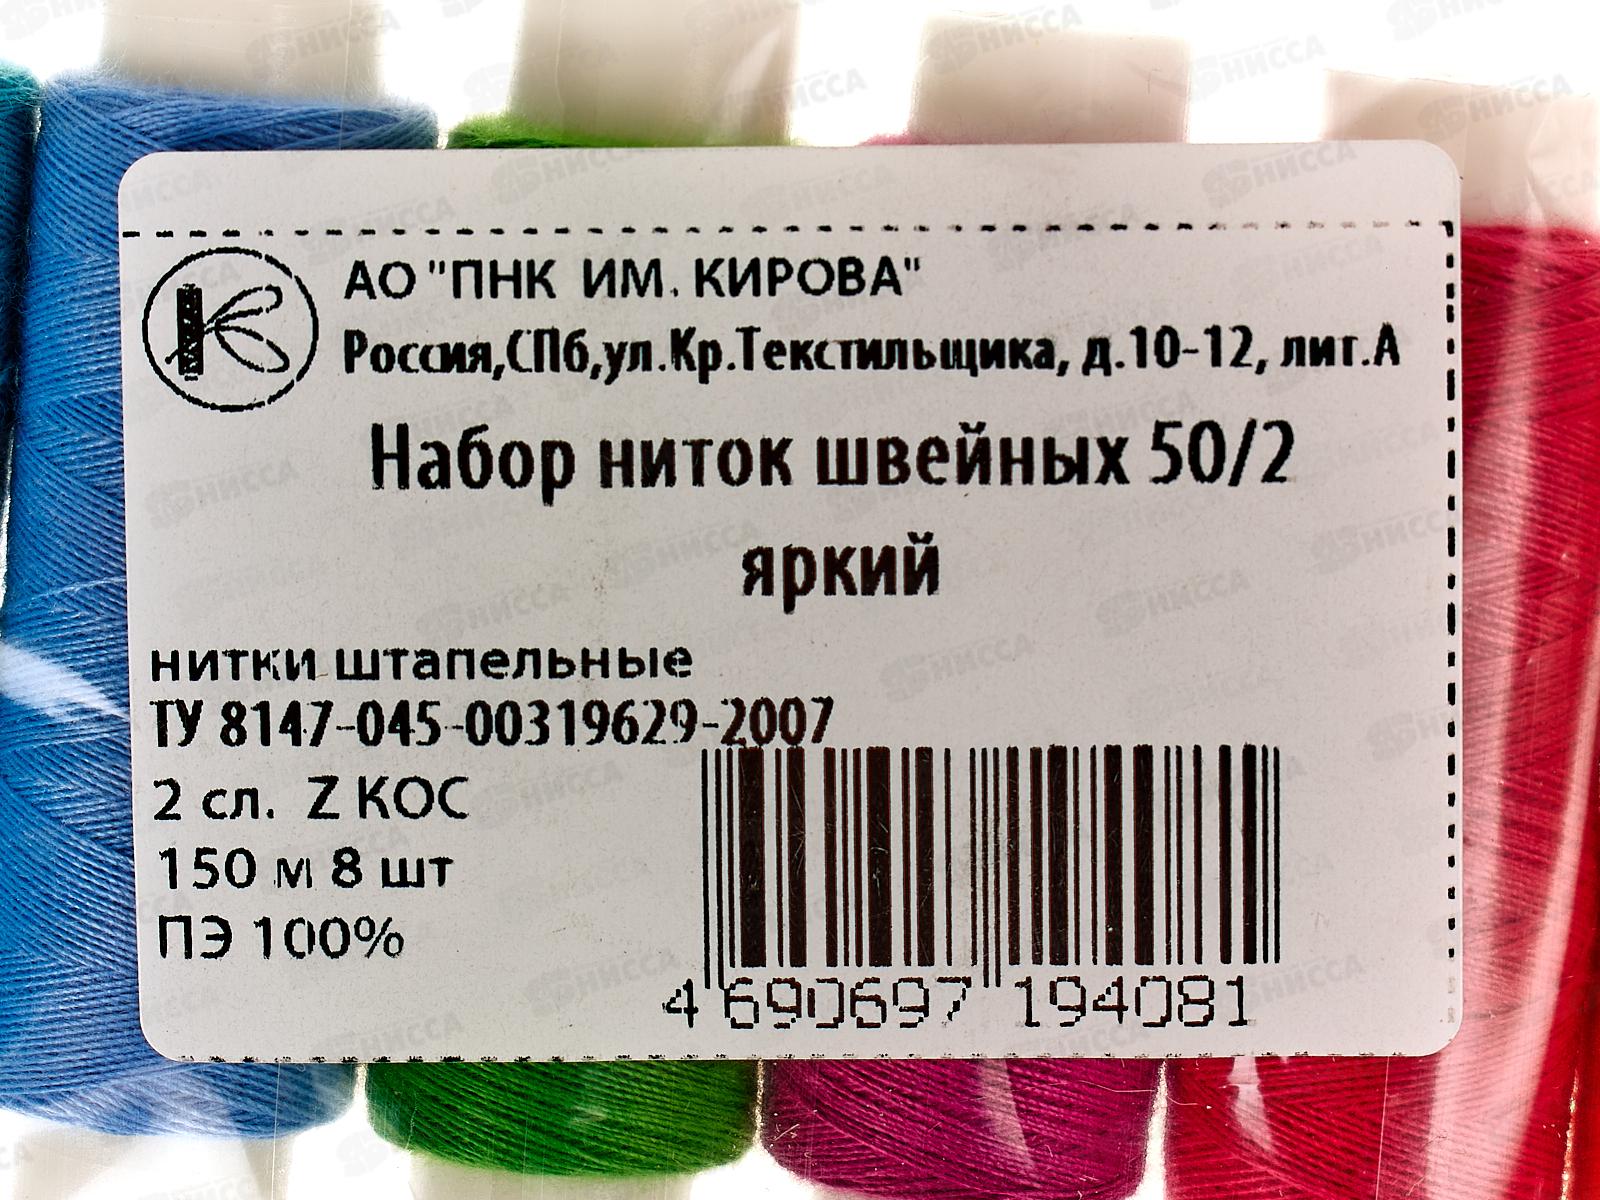 АО "ПНК ИМ. КИРОВА"
Россия,СПб,ул.Кр.Текстильщика, д.10-12, лит.А
Набор ниток швейных 50/2
яркий
нитки штапельные
ТУ 8147-045-00319629-2007
2 сл. Z КОС
150 м 8 шт
ПЭ 100%
4 690697 194081
НИССА